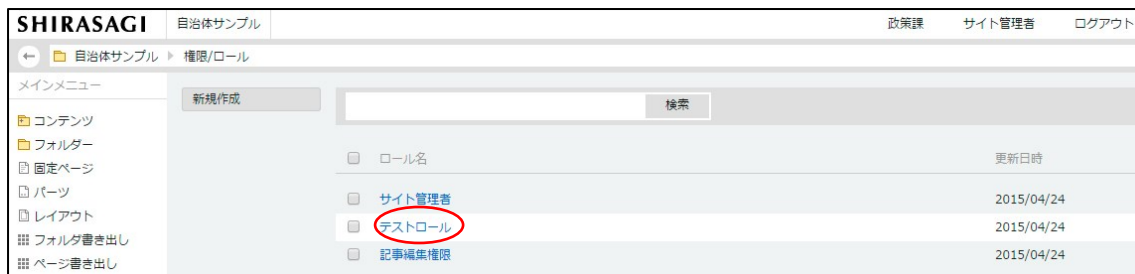 SHIRASAGI 自治体サンプル 政策課 サイト管理者 ログアウト
自治体サンプル 権限/ロール
メインメニュー
新規作成 検索
コンテンツ
フォルダー
固定ページ
パーツ
レイアウト
フォルダ書き出し
ページ書き出し
ロール名 更新日時
サイト管理者 2015/04/24
テストロール 2015/04/24
記事編集権限 2015/04/24